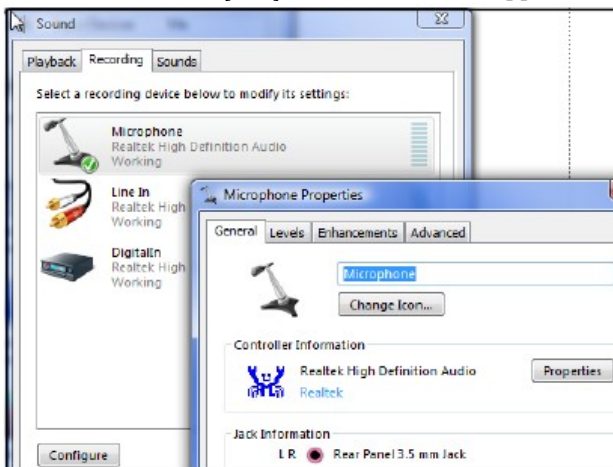 Sound
Playback Recording Sounds
Select a recording device below to modify its settings:
Microphone
Realtek High Definition Audio
Working
Line In
Realtek High
Working
DigitalIn
Realtek High
Working
Configure
Microphone Properties
General Levels Enhancements Advanced
Microphone
Change Icon...
Controller Information
Realtek High Definition Audio
Properties
Realtek
Jack Information
L R Rear Panel 3.5 mm Jack